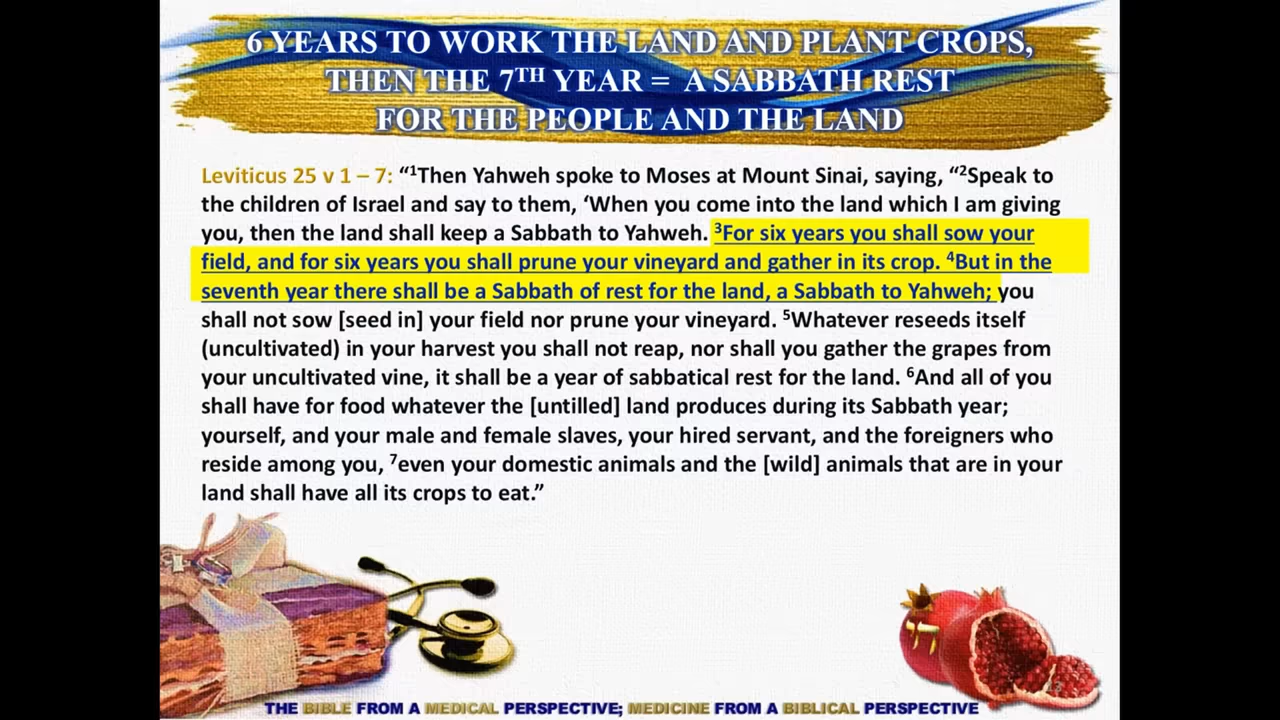 6 YEARS TO WORK THE LAND AND PLANT CROPS,
THEN THE 7TH YEAR = A SABBATH REST
FOR THE PEOPLE AND THE LAND
Leviticus 25 v 1 – 7: “1Then Yahweh spoke to Moses at Mount Sinai, saying, “2Speak to
the children of Israel and say to them, ‘When you come into the land which I am giving
you, then the land shall keep a Sabbath to Yahweh. 3For six years you shall sow your
field, and for six years you shall prune your vineyard and gather in its crop. 4But in the
seventh year there shall be a Sabbath of rest for the land, a Sabbath to Yahweh; you
shall not sow [seed in] your field nor prune your vineyard. 5Whatever reseeds itself
(uncultivated) in your harvest you shall not reap, nor shall you gather the grapes from
your uncultivated vine, it shall be a year of sabbatical rest for the land. 6And all of you
shall have for food whatever the [untilled] land produces during its Sabbath year;
yourself, and your male and female slaves, your hired servant, and the foreigners who
reside among you, 7even your domestic animals and the [wild] animals that are in your
land shall have all its crops to eat.”
THE BIBLE FROM A MEDICAL PERSPECTIVE; MEDICINE FROM A BIBLICAL PERSPECTIVE